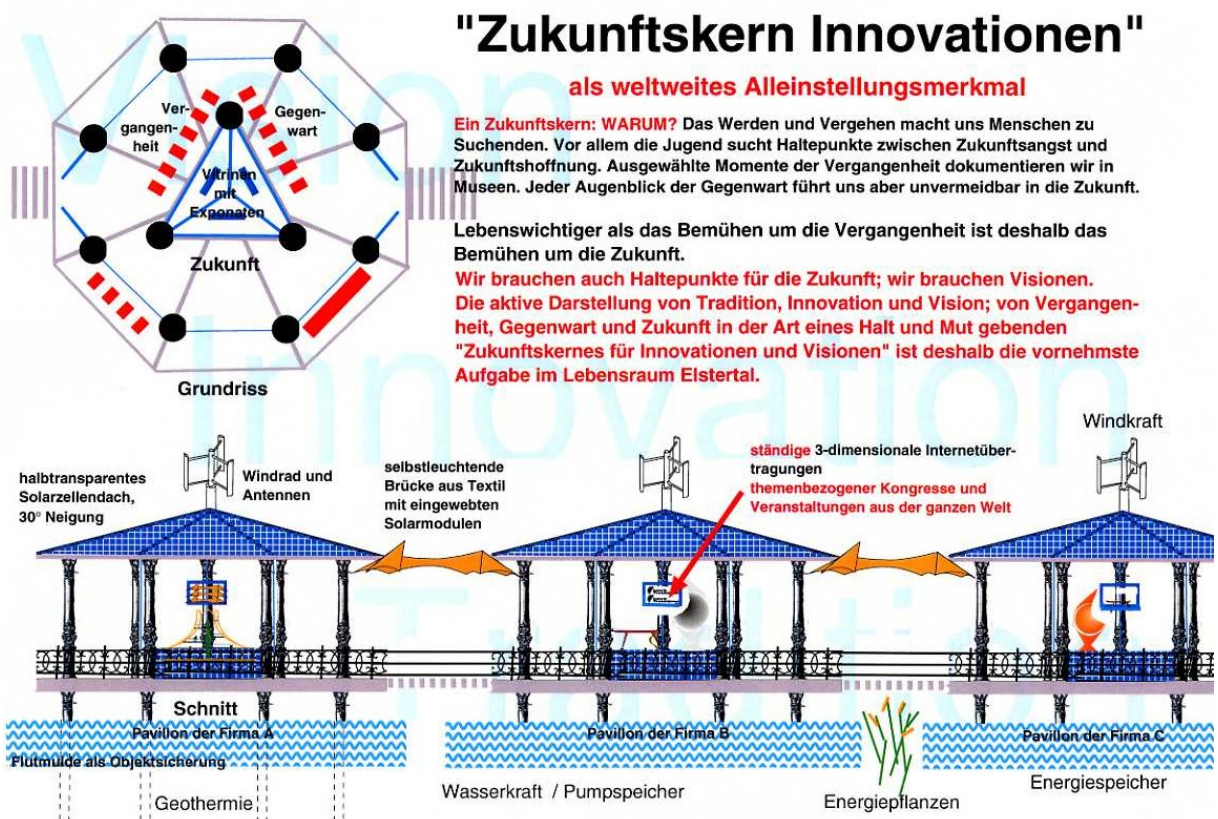 "Zukunftskern Innovationen"
als weltweites Alleinstellungsmerkmal
Ein Zukunftskern: WARUM? Das Werden und Vergehen macht uns Menschen zu
Suchenden. Vor allem die Jugend sucht Haltepunkte zwischen Zukunftsangst und
Zukunftshoffnung. Ausgewählte Momente der Vergangenheit dokumentieren wir in
Museen. Jeder Augenblick der Gegenwart führt uns aber unvermeidbar in die Zukunft.
Lebenswichtiger als das Bemühen um die Vergangenheit ist deshalb das
Bemühen um die Zukunft.
Wir brauchen auch Haltepunkte für die Zukunft; wir brauchen Visionen.
Die aktive Darstellung von Tradition, Innovation und Vision; von Vergangen-
heit, Gegenwart und Zukunft in der Art eines Halt und Mut gebenden
"Zukunftskernes für Innovationen und Visionen" ist deshalb die vornehmste
Aufgabe im Lebensraum Elstertal.
Vision
Innovation
Tradition
Ver-
gangen-
heit
Gegen-
wart
Vitrinen
mit
Exponaten
Zukunft
Grundriss
halbtransparentes
Solarzellendach,
30° Neigung
Windrad und
Antennen
selbstleuchtende
Brücke aus Textil
mit eingewebten
Solarmodulen
ständige 3-dimensionale Internetüber-
tragungen
themenbezogener Kongresse und
Veranstaltungen aus der ganzen Welt
Windkraft
Schnitt
Pavillon der Firma A
Pavillon der Firma B
Pavillon der Firma C
Flutmulde als Objektsicherung
Geothermie
Wasserkraft / Pumpspeicher
Energiepflanzen
Energiespeicher